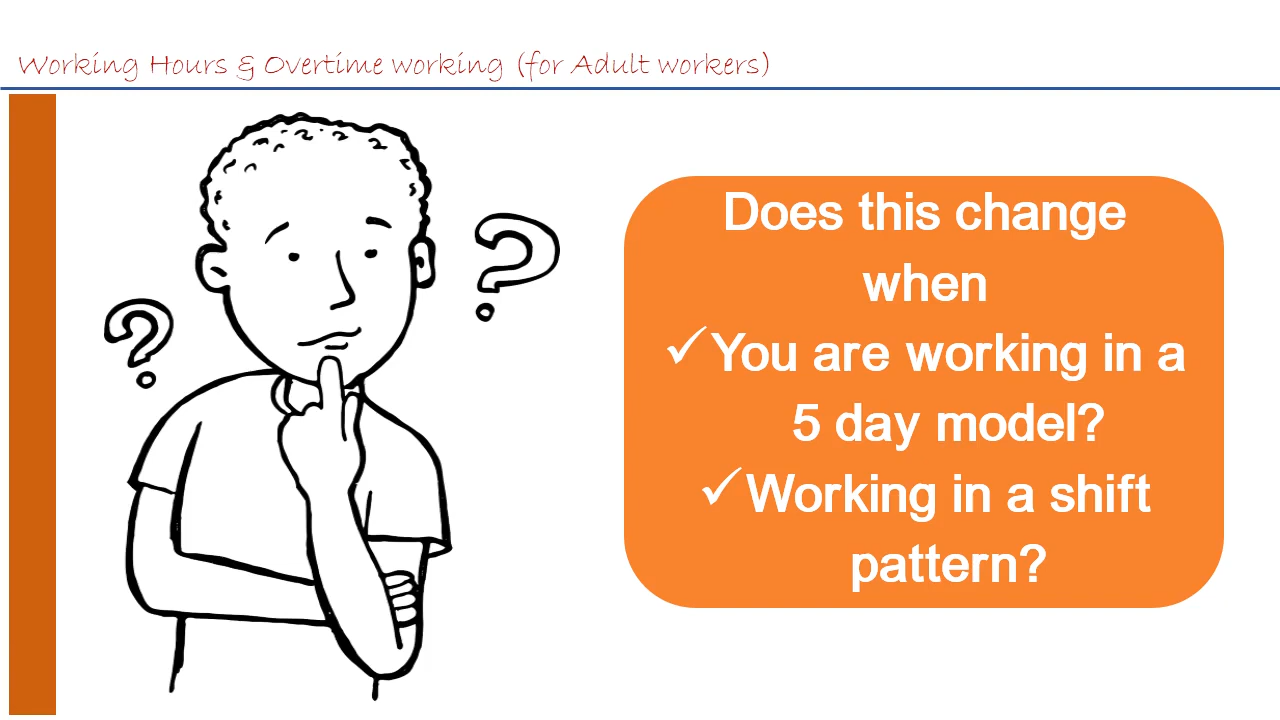 Working Hours & Overtime working (for Adult workers)
Does this change
when
✓You are working in a
5 day model?
✓Working in a shift
pattern?
? ?